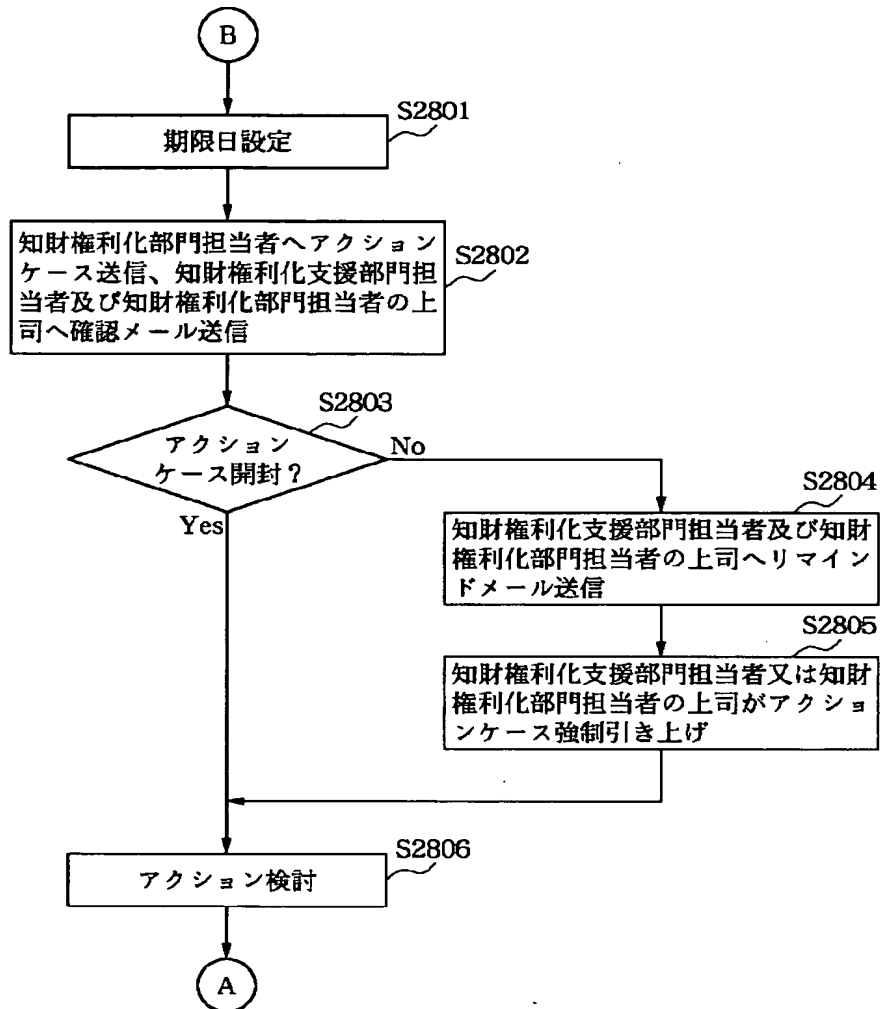 B
S2801
期限日設定
S2802
知財権利化部門担当者へアクション
ケース送信、知財権利化支援部門担
当者及び知財権利化部門担当者の上
司へ確認メール送信
S2803
アクション
ケース開封？
No
Yes
S2804
知財権利化支援部門担当者及び知財
権利化部門担当者の上司へリマイン
ドメール送信
S2805
知財権利化支援部門担当者又は知財
権利化部門担当者の上司がアクショ
ンケース強制引き上げ
S2806
アクション検討
A